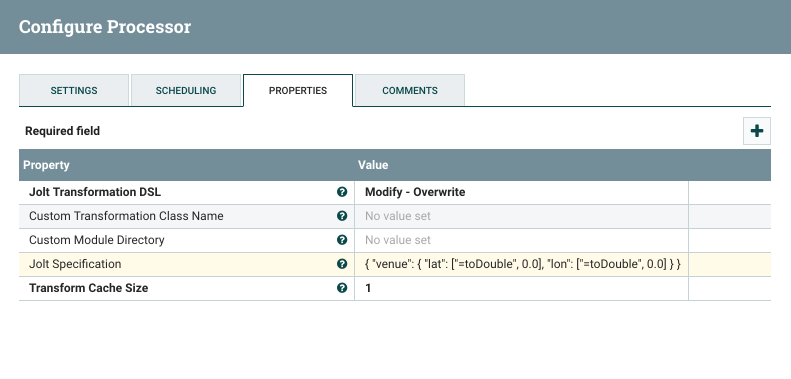 Configure Processor
SETTINGS SCHEDULING PROPERTIES COMMENTS
Required field
Property Value
Jolt Transformation DSL Modify - Overwrite
Custom Transformation Class Name No value set
Custom Module Directory No value set
Jolt Specification { "venue": { "lat": ["=toDouble", 0.0], "lon": ["=toDouble", 0.0] } }
Transform Cache Size 1